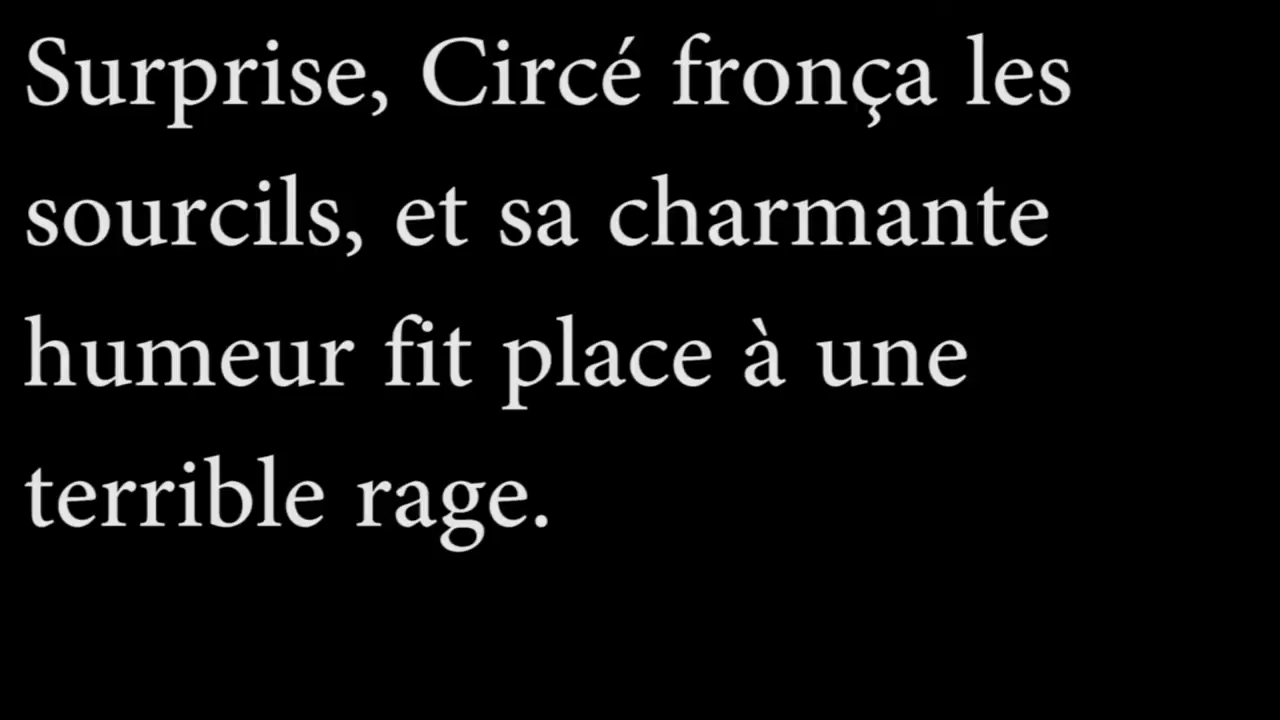 Surprise, Circé fronça les
sourcils, et sa charmante
humeur fit place à une
terrible rage.